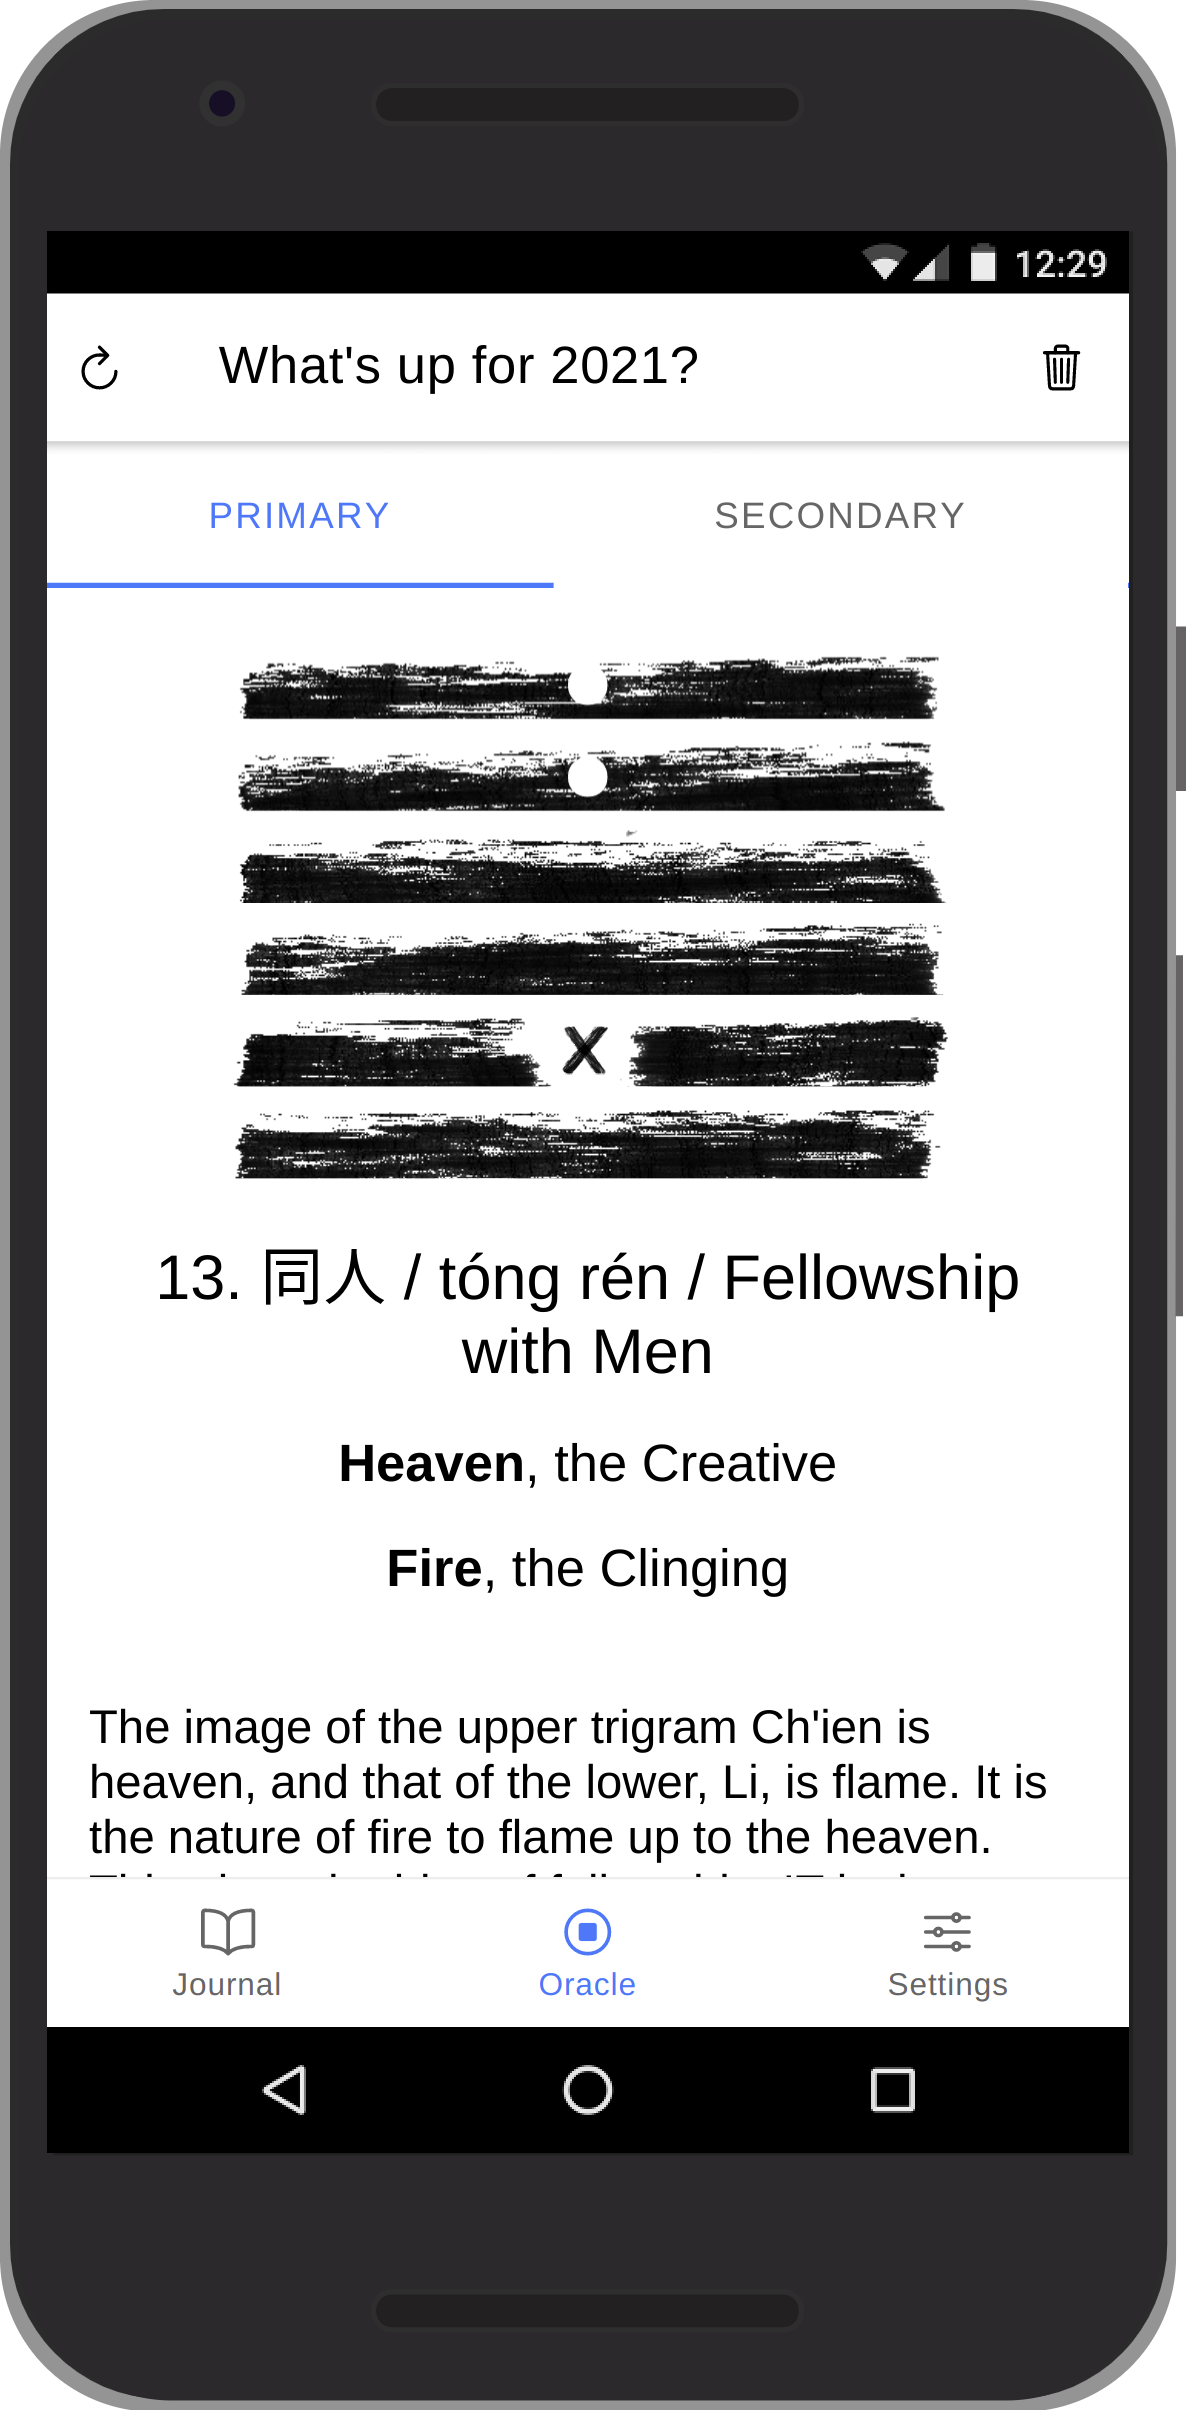 12:29
What's up for 2021?
PRIMARY SECONDARY
13. 同人 / tóng rén / Fellowship
with Men
Heaven, the Creative
Fire, the Clinging
The image of the upper trigram Ch'ien is
heaven, and that of the lower, Li, is flame. It is
the nature of fire to flame up to the heaven.
Journal Oracle Settings